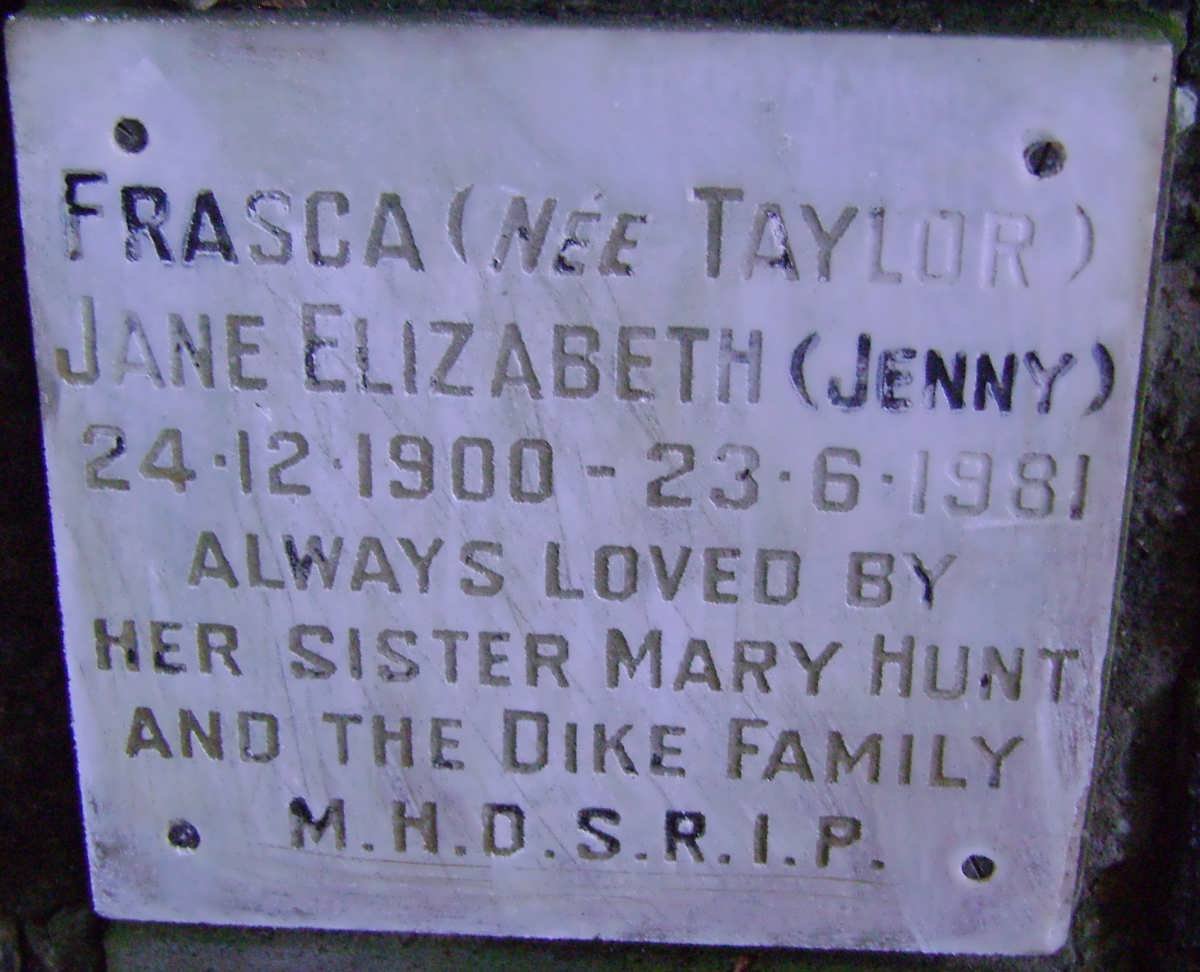 FRASCA (NÉE TAYLOR)
JANE ELIZABETH (JENNY)
24·12·1900 - 23·6·1981
ALWAYS LOVED BY
HER SISTER MARY HUNT
AND THE DIKE FAMILY
M.H.D.S.R.I.P.